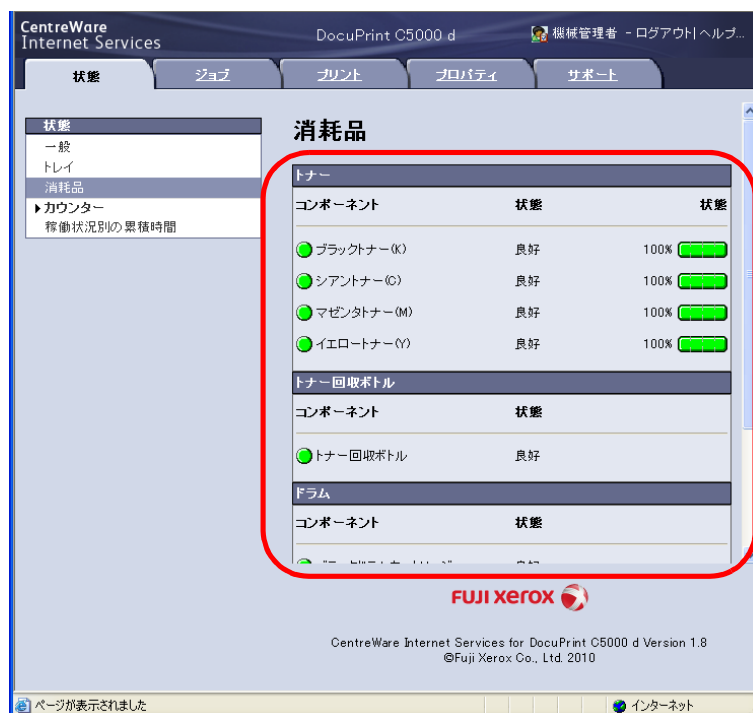 CentreWare
Internet Services
DocuPrint C5000 d
機械管理者 - ログアウト| ヘルプ...
状態
ジョブ
プリント
プロパティ
サポート
状態
一般
トレイ
消耗品
カウンター
稼働状況別の累積時間
消耗品
トナー
コンポーネント 状態 状態
ブラックトナー(K) 良好 100%
シアントナー(C) 良好 100%
マゼンタトナー(M) 良好 100%
イエロートナー(Y) 良好 100%
トナー回収ボトル
コンポーネント 状態
トナー回収ボトル 良好
ドラム
コンポーネント 状態
FUJI xerox
CentreWare Internet Services for DocuPrint C5000 d Version 1.8
©Fuji Xerox Co., Ltd. 2010
ページが表示されました
インターネット